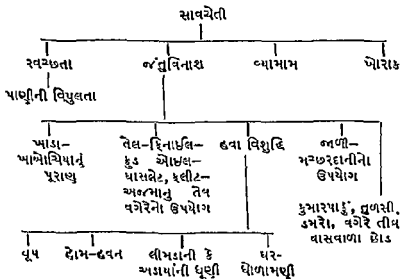 સાવચેતી
સ્વચ્છતા જંતુવિનાશ વ્યાયામ ખોરાક
પાણીની વિપુલતા
ખાડા- તેલ-ફિનાઈલ- હવા વિશુદ્ધિ જાળી-
ખાબોચિયાનું ક્રુડ ઓઇલ- મચ્છરદાનીનો
પૂરાણ ઘાસલેટ, ફ્લીટ- ઉપયોગ
અજમાનુ તેલ
વગેરેનો ઉપયોગ કુમારપાઠું, તુળસી,
ડમરો, વગેરે તીવ્ર
વાસવાળા છોડ
ધૂપ હોમ-હવન લીમડાની કે ઘર-
અડાયાંની ધૂણી ધોળામણી